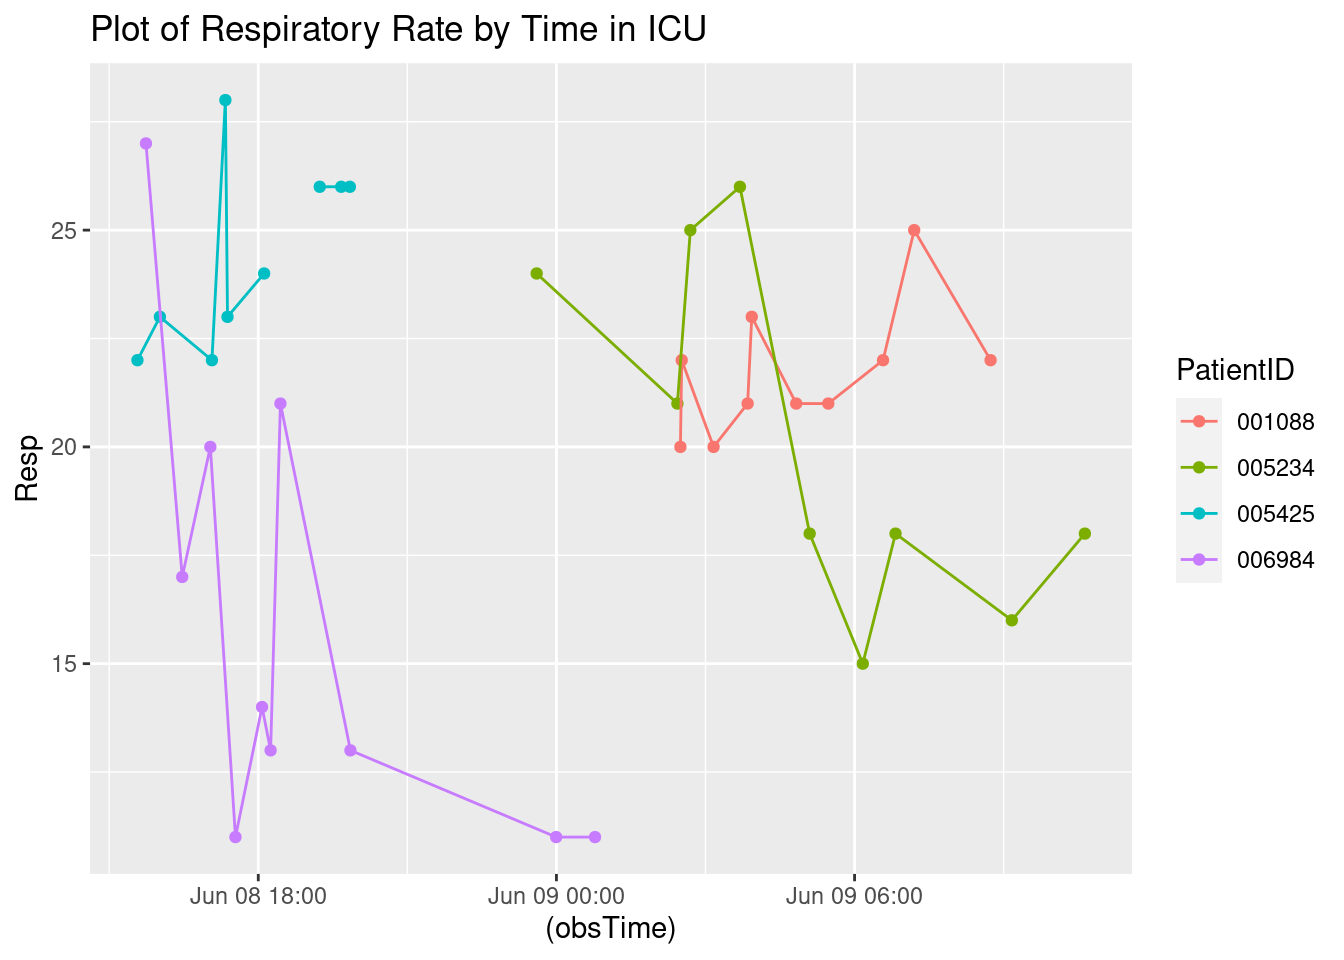 Plot of Respiratory Rate by Time in ICU
Resp
25
20
15
Jun 08 18:00
Jun 09 00:00
Jun 09 06:00
(obsTime)
PatientID
001088
005234
005425
006984